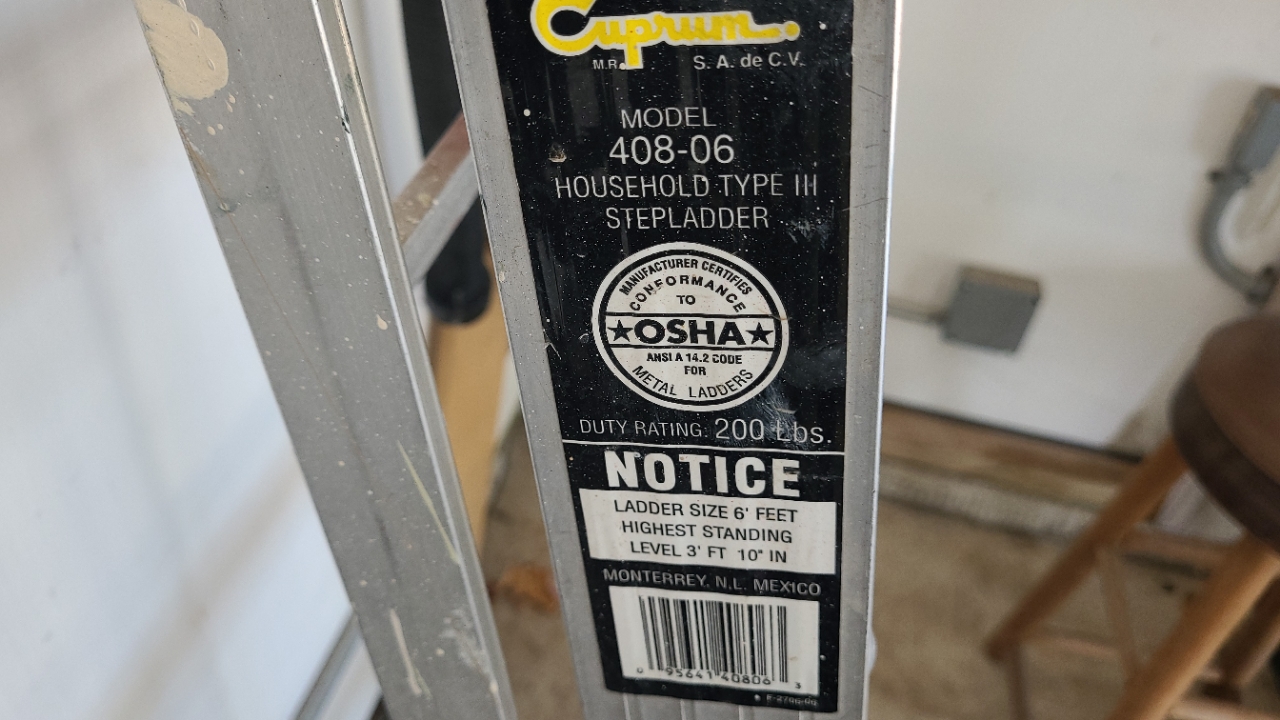 Cuprum
M.R. S. A. de C.V.
MODEL
408-06
HOUSEHOLD TYPE III
STEPLADDER
MANUFACTURER CERTIFIES
CONFORMANCE
TO
★OSHA★
ANSI A 14.2 CODE
FOR
METAL LADDERS
DUTY RATING: 200 Lbs.
NOTICE
LADDER SIZE 6' FEET
HIGHEST STANDING
LEVEL 3' FT 10" IN
MONTERREY, N.L. MEXICO
0 95641 40806 3